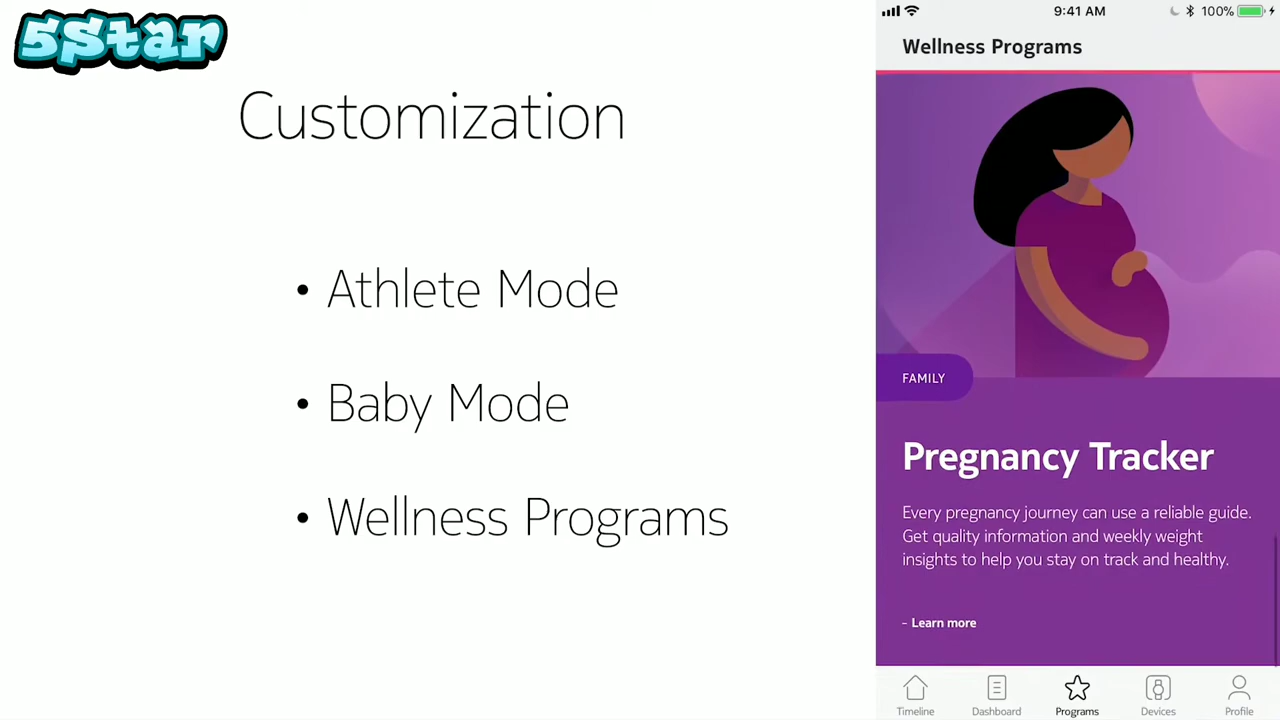 5Star
Customization
• Athlete Mode
• Baby Mode
• Wellness Programs
9:41 AM
100%
Wellness Programs
FAMILY
Pregnancy Tracker
Every pregnancy journey can use a reliable guide.
Get quality information and weekly weight
insights to help you stay on track and healthy.
- Learn more
Timeline
Dashboard
Programs
Devices
Profile